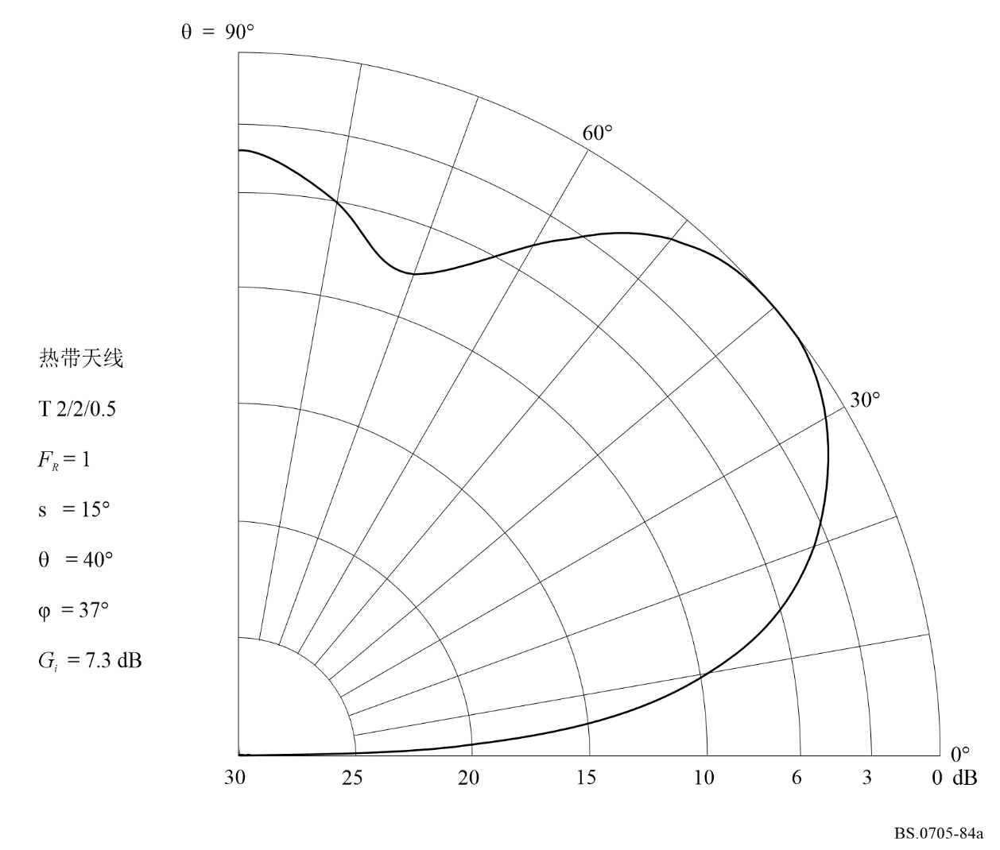 θ = 90°
60°
30°
热带天线
T 2/2/0.5
F_R = 1
s = 15°
θ = 40°
φ = 37°
G_i = 7.3 dB
0°
30 25 20 15 10 6 3 0 dB
BS.0705-84a